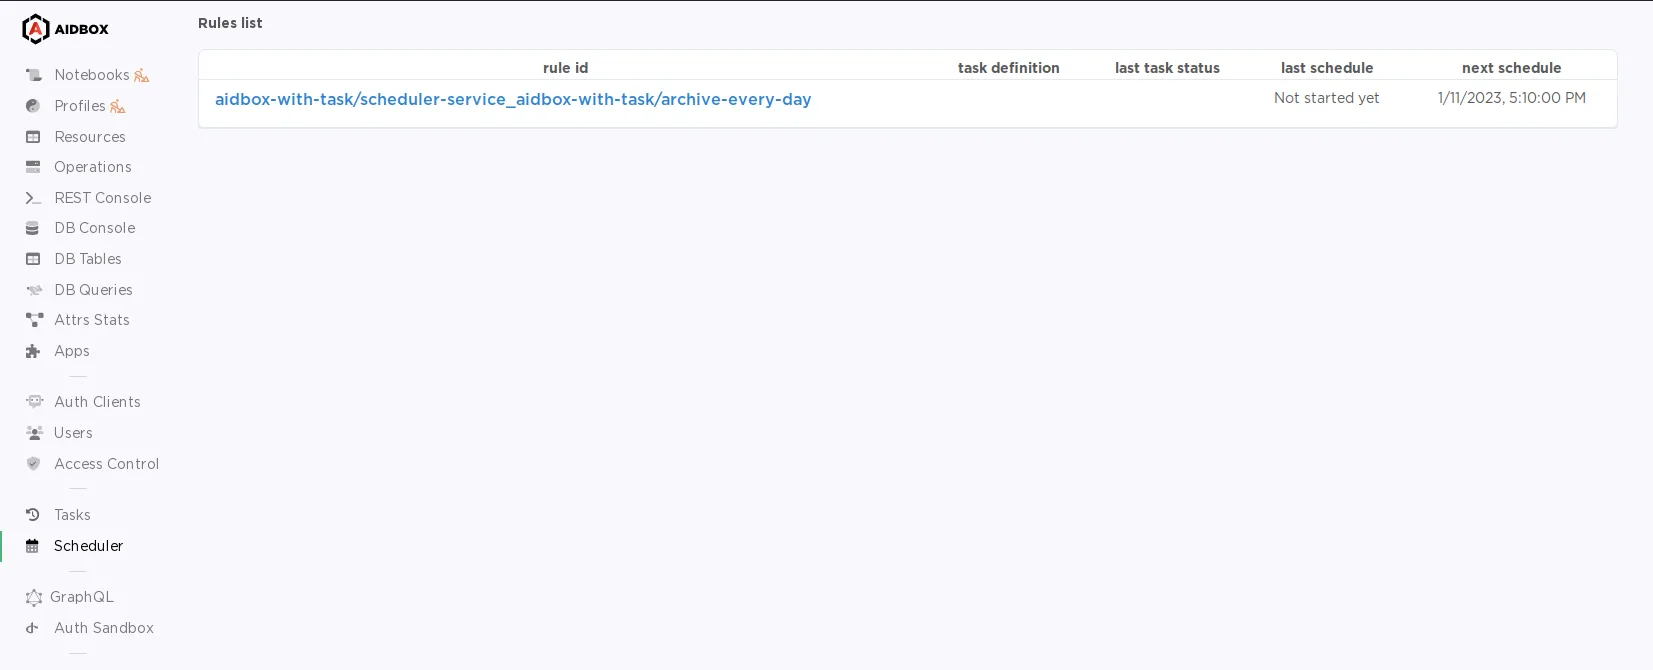 AIDBOX
Notebooks
Profiles
Resources
Operations
REST Console
DB Console
DB Tables
DB Queries
Attrs Stats
Apps
Auth Clients
Users
Access Control
Tasks
Scheduler
GraphQL
Auth Sandbox
Rules list
rule id task definition last task status last schedule next schedule
aidbox-with-task/scheduler-service_aidbox-with-task/archive-every-day Not started yet 1/11/2023, 5:10:00 PM